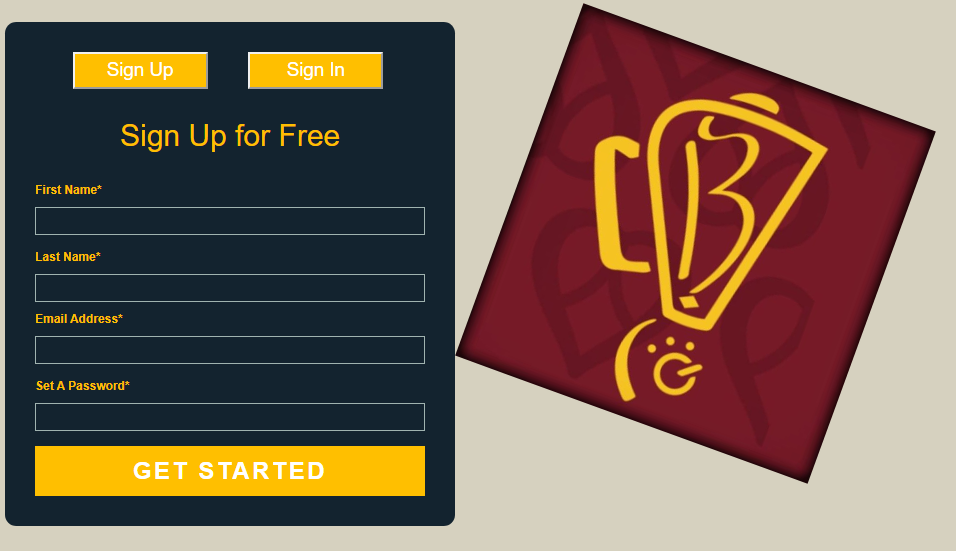 Sign Up
Sign In
Sign Up for Free
First Name*
Last Name*
Email Address*
Set A Password*
GET STARTED
B